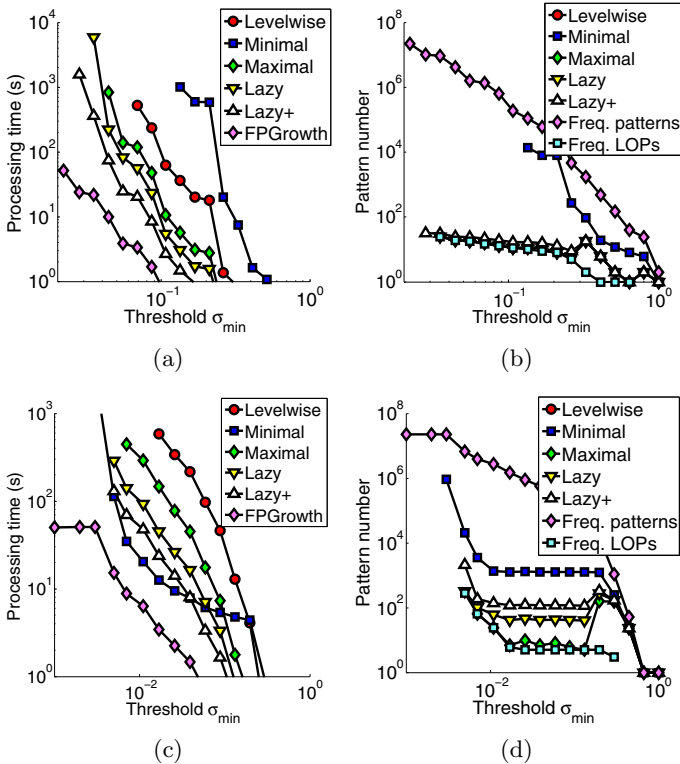 Processing time (s)
10^4
10^3
10^2
10^1
10^0
10^-1
10^0
Threshold σ_min
Levelwise
Minimal
Maximal
Lazy
Lazy+
FPGrowth
(a)
Pattern number
10^8
10^6
10^4
10^2
10^0
10^-1
10^0
Threshold σ_min
Levelwise
Minimal
Maximal
Lazy
Lazy+
Freq. patterns
Freq. LOPs
(b)
Processing time (s)
10^3
10^2
10^1
10^0
10^-2
10^0
Threshold σ_min
Levelwise
Minimal
Maximal
Lazy
Lazy+
FPGrowth
(c)
Pattern number
10^8
10^6
10^4
10^2
10^0
10^-2
10^0
Threshold σ_min
Levelwise
Minimal
Maximal
Lazy
Lazy+
Freq. patterns
Freq. LOPs
(d)